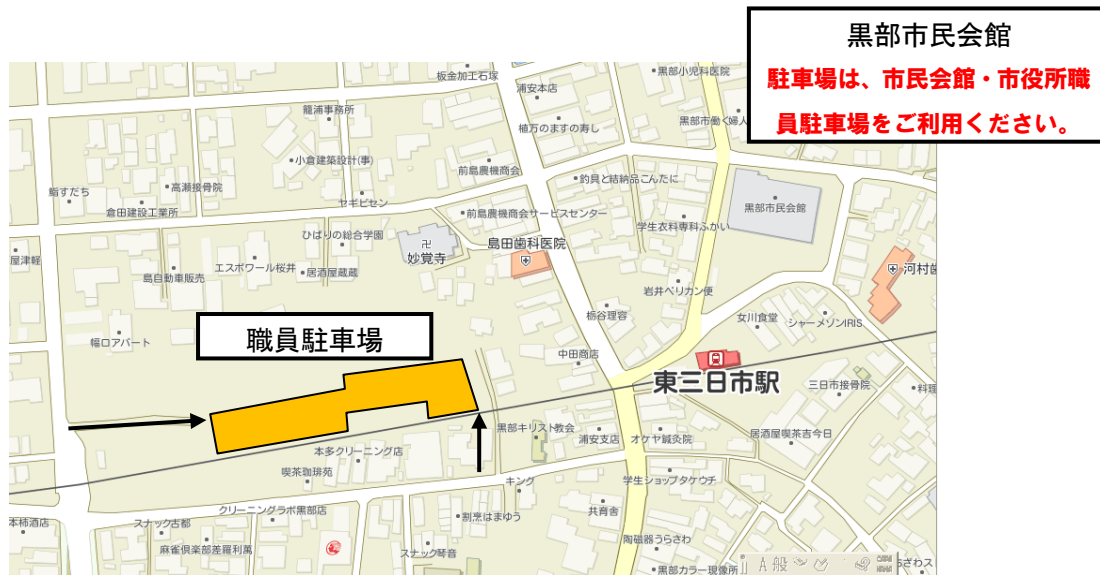 黒部市民会館
駐車場は、市民会館・市役所職
員駐車場をご利用ください。
板金加工石塚
浦安本店
黒部小児科医院
籠浦事務所
植万のますの寿し
黒部市働く婦人
小倉建築設計(事)
前島農機商会
釣具と結納品こんたに
鮨すだち
高瀬接骨院
倉田建設工業所
ヤギビセン
前島農機商会サービスセンター
黒部市民会館
学生衣料専科ふかい
ひばりの総合学園
卍
妙覚寺
島田歯科医院
屋津軽
島自動車販売
エスポワール桜井
居酒屋蔵蔵
河村歯
岩井ペリカン便
栃谷理容
女川食堂
シャーメゾンIRIS
職員駐車場
幅口アパート
中田商店
東三日市駅
三日市接骨院
料理
黒部キリスト教会
浦安支店
オケヤ鍼灸院
居酒屋喫茶吉今日
本多クリーニング店
喫茶珈琲苑
キング
学生ショップタケウチ
クリーニングラボ黒部店
共育舎
本柿酒店
スナック古都
割烹はまゆう
麻雀倶楽部差羅利萬
スナック琴音
陶磁器うらさわ
黒部カラー現像所
A般
らざわス